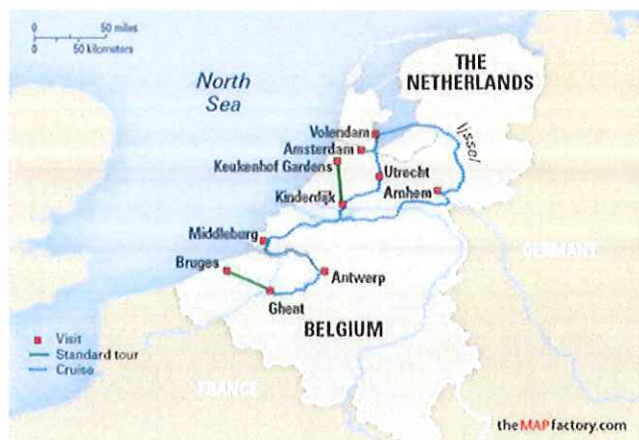 0 50 miles
0 50 kilometers
North
Sea
THE
NETHERLANDS
Volendam
Amsterdam
Keukenhof Gardens
Ijssel
Utrecht
Arnhem
Kinderdijk
Middleburg
Bruges
Antwerp
Ghent
GERMANY
BELGIUM
Visit
Standard tour
Cruise
FRANCE
theMAPfactory.com